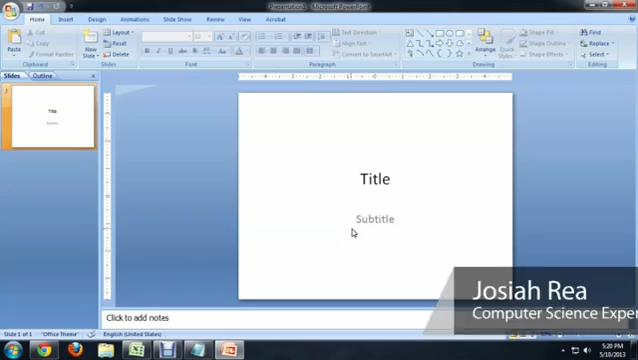 Presentation1 - Microsoft PowerPoint
Home Insert Design Animations Slide Show Review View Acrobat
Paste
New Slide
Layout
Reset
Delete
Text Direction
Align Text
Convert to SmartArt
Arrange
Quick Styles
Shape Fill
Shape Outline
Shape Effects
Find
Replace
Select
Clipboard Slides Font Paragraph Drawing Editing
Slides Outline
1
Title
Subtitle
Title
Subtitle
Josiah Rea
Computer Science Exper
Click to add notes
Slide 1 of 1 "Office Theme" English (United States)
5:20 PM